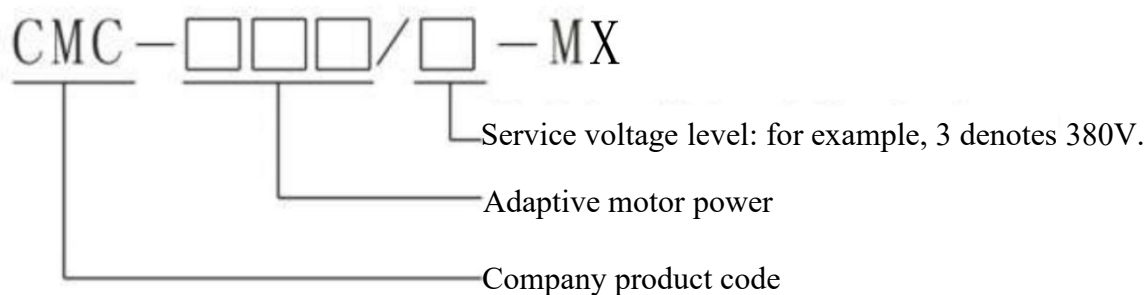 CMC-□□□/□-MX
Service voltage level: for example, 3 denotes 380V.
Adaptive motor power
Company product code